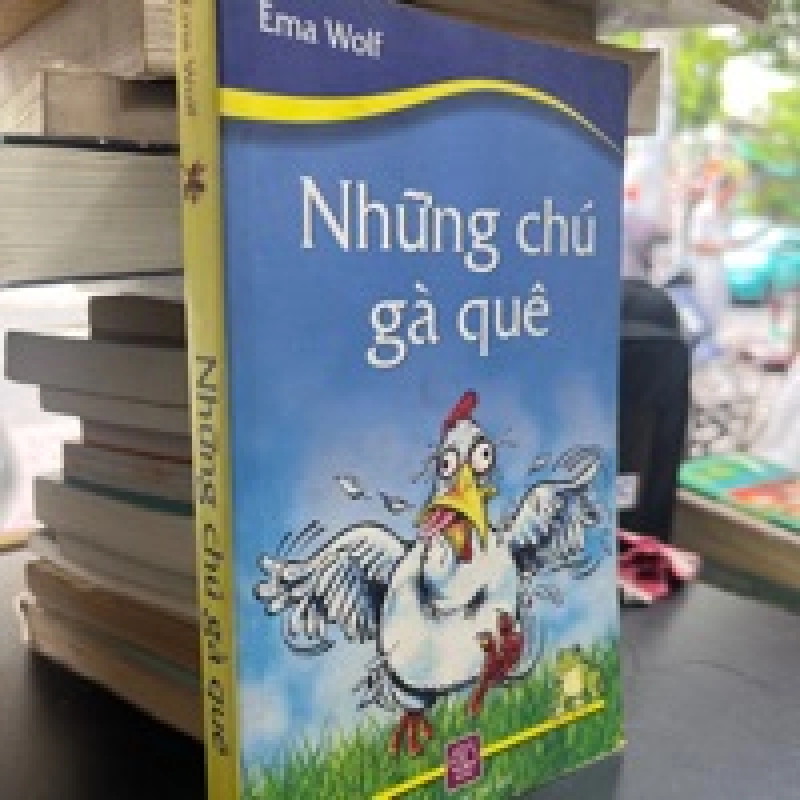 Ema Wolf
Những chú
gà quê
Những chú gà quê